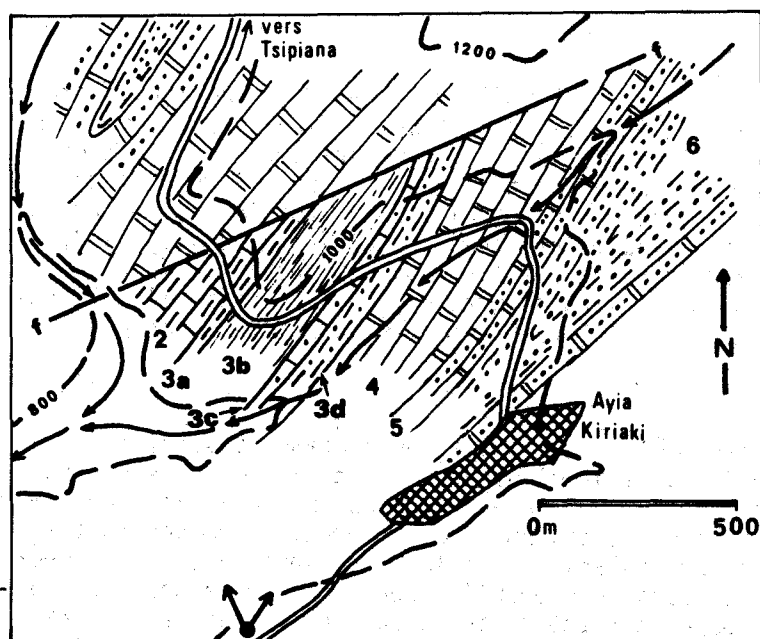 vers
Tsipiana
1200
f
6
1000
N
f
2
3a
3b
800
3c
3d
4
5
Ayia
Kiriaki
0m 500